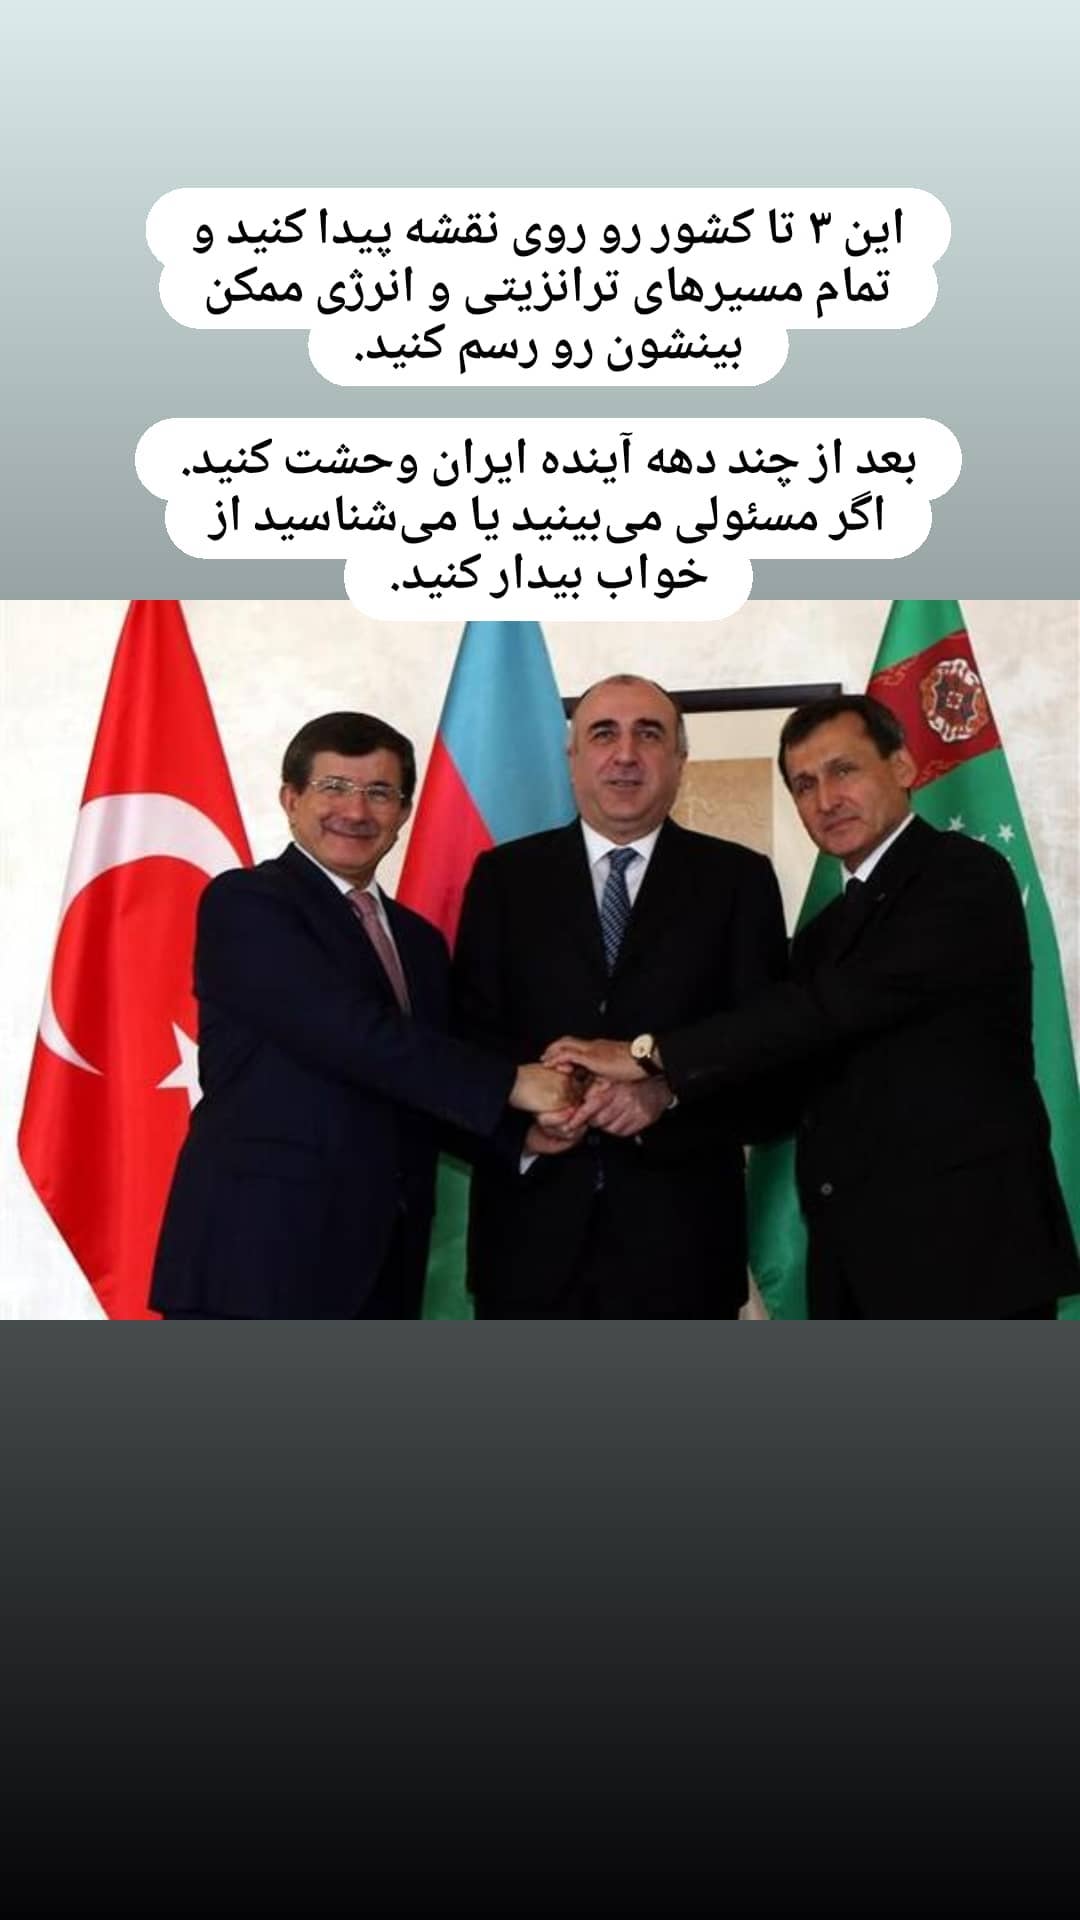 این ۳ تا کشور رو روی نقشه پیدا کنید و
تمام مسیرهای ترانزیتی و انرژی ممکن
بینشون رو رسم کنید.
بعد از چند دهه آینده ایران وحشت کنید.
اگر مسئولی می‌بینید یا می‌شناسید از
خواب بیدار کنید.